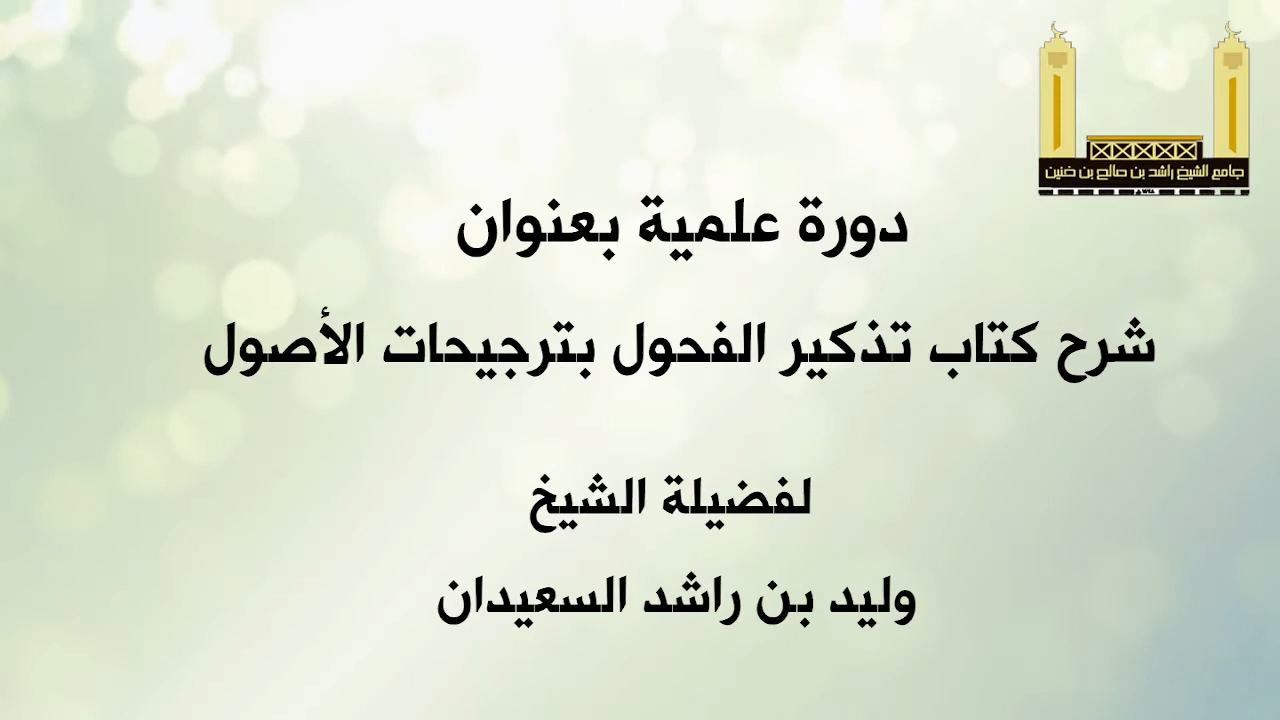 جامع الشيخ راشد بن صالح بن خنين
دورة علمية بعنوان
شرح كتاب تذكير الفحول بترجيحات الأصول
لفضيلة الشيخ
وليد بن راشد السعيدان